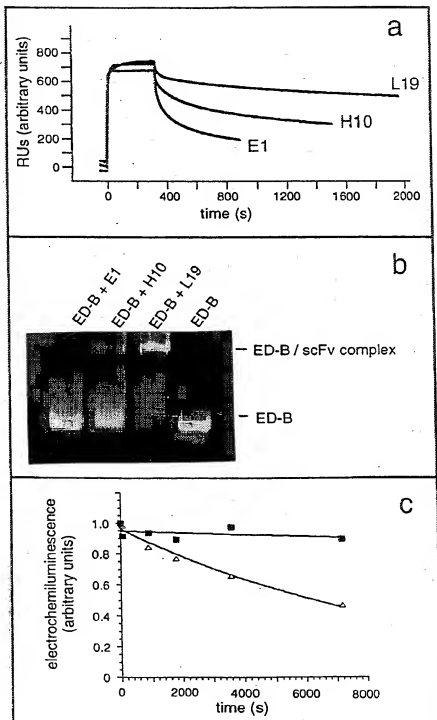 a
RUs (arbitrary units)
800
600
400
200
0
L19
H10
E1
0 400 800 1200 1600 2000
time (s)
b
ED-B + E1
ED-B + H10
ED-B + L19
ED-B
ED-B / scFv complex
ED-B
c
electrochemiluminescence
(arbitrary units)
1.0
0.8
0.6
0.4
0.2
0
0 2000 4000 6000 8000
time (s)